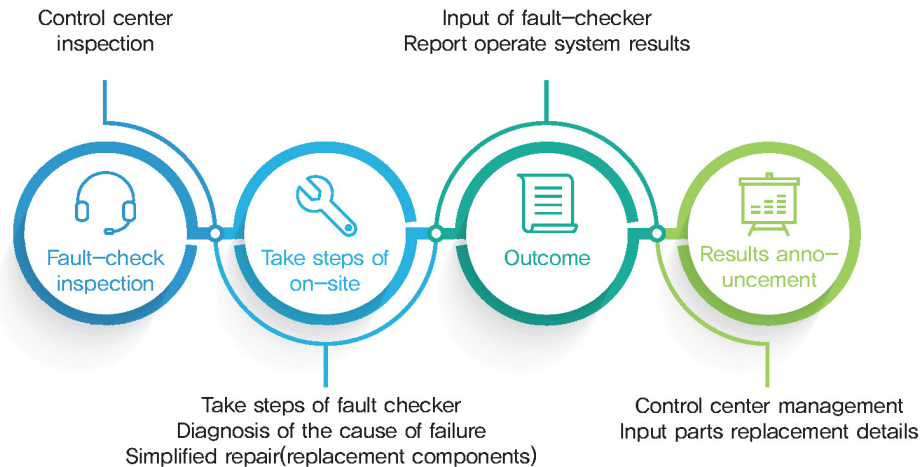 Control center
inspection
Input of fault-checker
Report operate system results
Fault-check
inspection
Take steps of
on-site
Outcome
Results anno-
uncement
Take steps of fault checker
Diagnosis of the cause of failure
Simplified repair(replacement components)
Control center management
Input parts replacement details